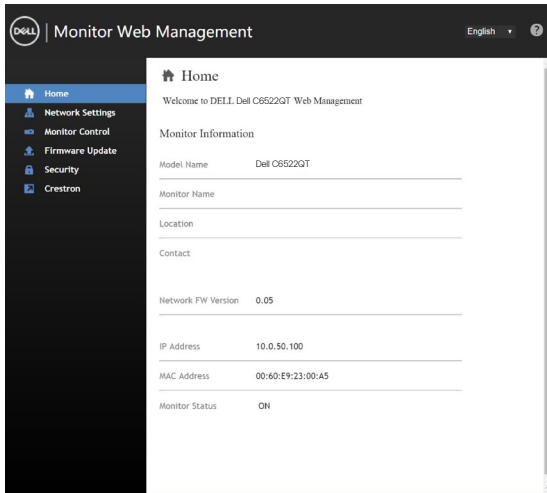 DELL | Monitor Web Management
English ?
Home
Network Settings
Monitor Control
Firmware Update
Security
Crestron
Home
Welcome to DELL Dell C6522QT Web Management
Monitor Information
Model Name Dell C6522QT
Monitor Name
Location
Contact
Network FW Version 0.05
IP Address 10.0.50.100
MAC Address 00:60:E9:23:00:A5
Monitor Status ON